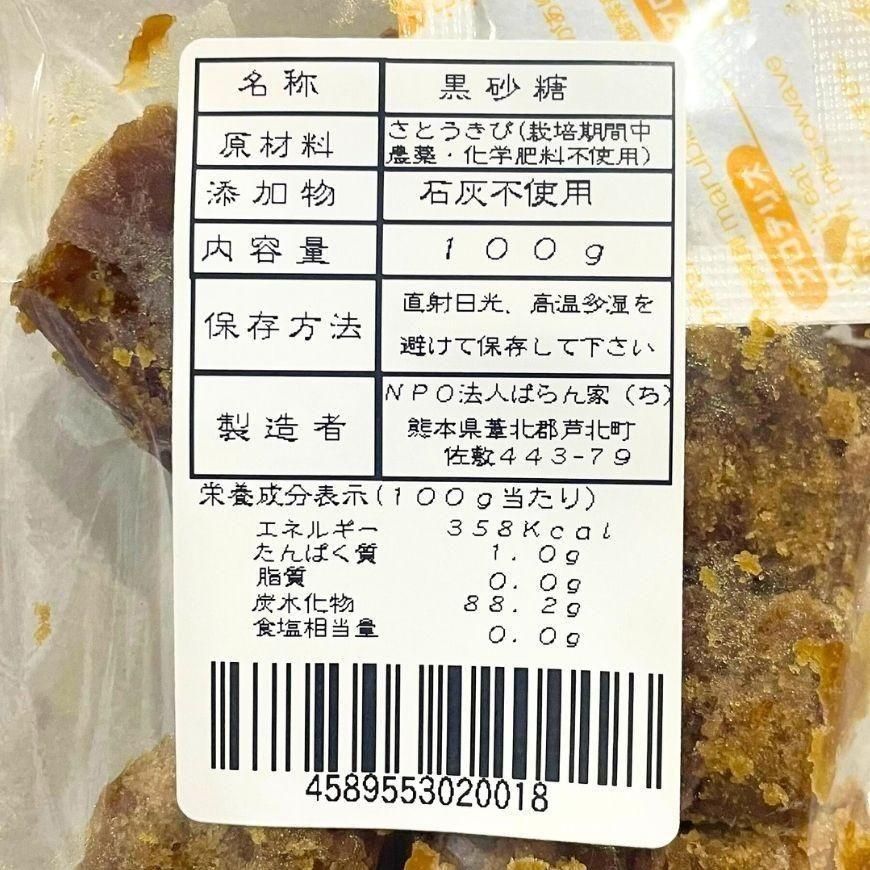 名称 黒砂糖
原材料 さとうきび(栽培期間中
農薬・化学肥料不使用)
添加物 石灰不使用
内容量 100g
保存方法 直射日光、高温多湿を
避けて保存して下さい
製造者 NPO法人ばらん家(ち)
熊本県葦北郡芦北町
佐敷443-79
栄養成分表示(100g当たり)
エネルギー 358Kcal
たんぱく質 1.0g
脂質 0.0g
炭水化物 88.2g
食塩相当量 0.0g
4589553020018
microwave